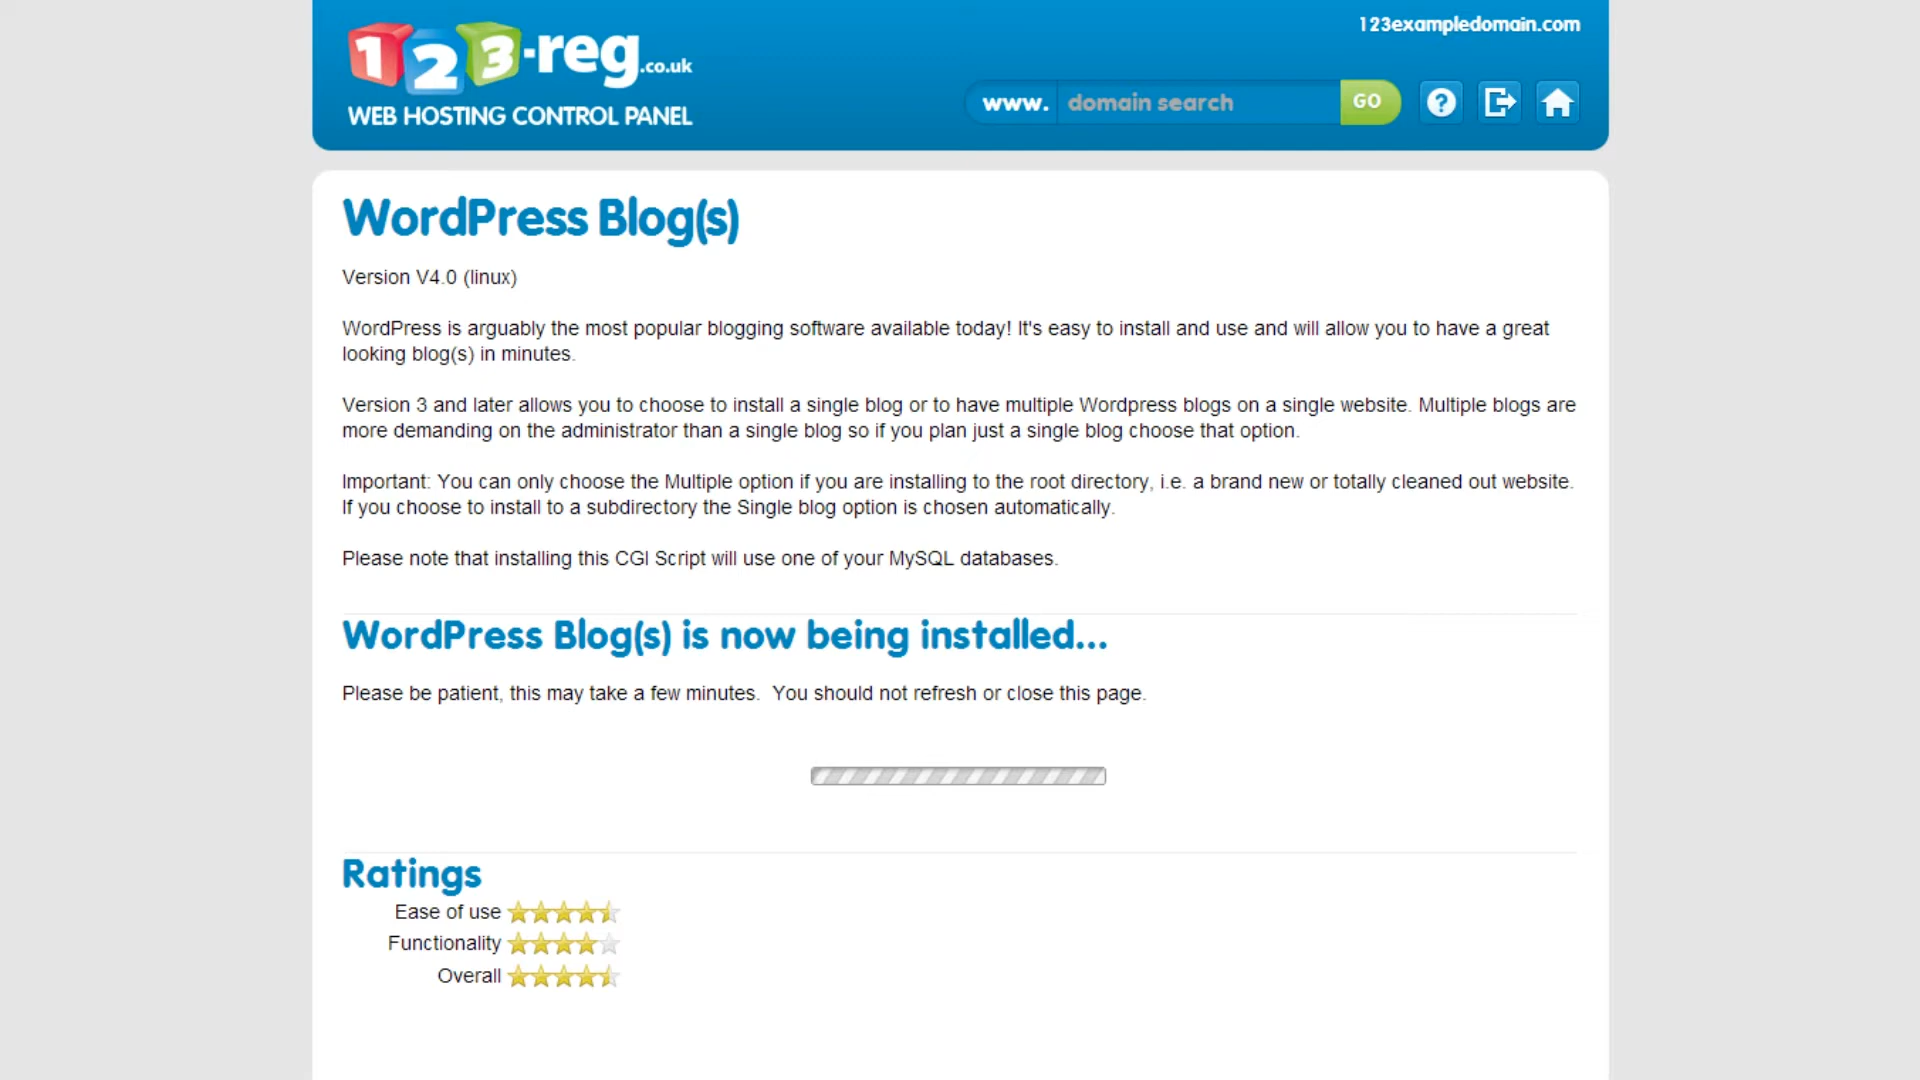 123exampledomain.com
123-reg.co.uk
WEB HOSTING CONTROL PANEL
www. domain search GO
?
WordPress Blog(s)
Version V4.0 (linux)
WordPress is arguably the most popular blogging software available today! It's easy to install and use and will allow you to have a great
looking blog(s) in minutes.
Version 3 and later allows you to choose to install a single blog or to have multiple Wordpress blogs on a single website. Multiple blogs are
more demanding on the administrator than a single blog so if you plan just a single blog choose that option.
Important: You can only choose the Multiple option if you are installing to the root directory, i.e. a brand new or totally cleaned out website.
If you choose to install to a subdirectory the Single blog option is chosen automatically.
Please note that installing this CGI Script will use one of your MySQL databases.
WordPress Blog(s) is now being installed...
Please be patient, this may take a few minutes.  You should not refresh or close this page.
Ratings
Ease of use
Functionality
Overall